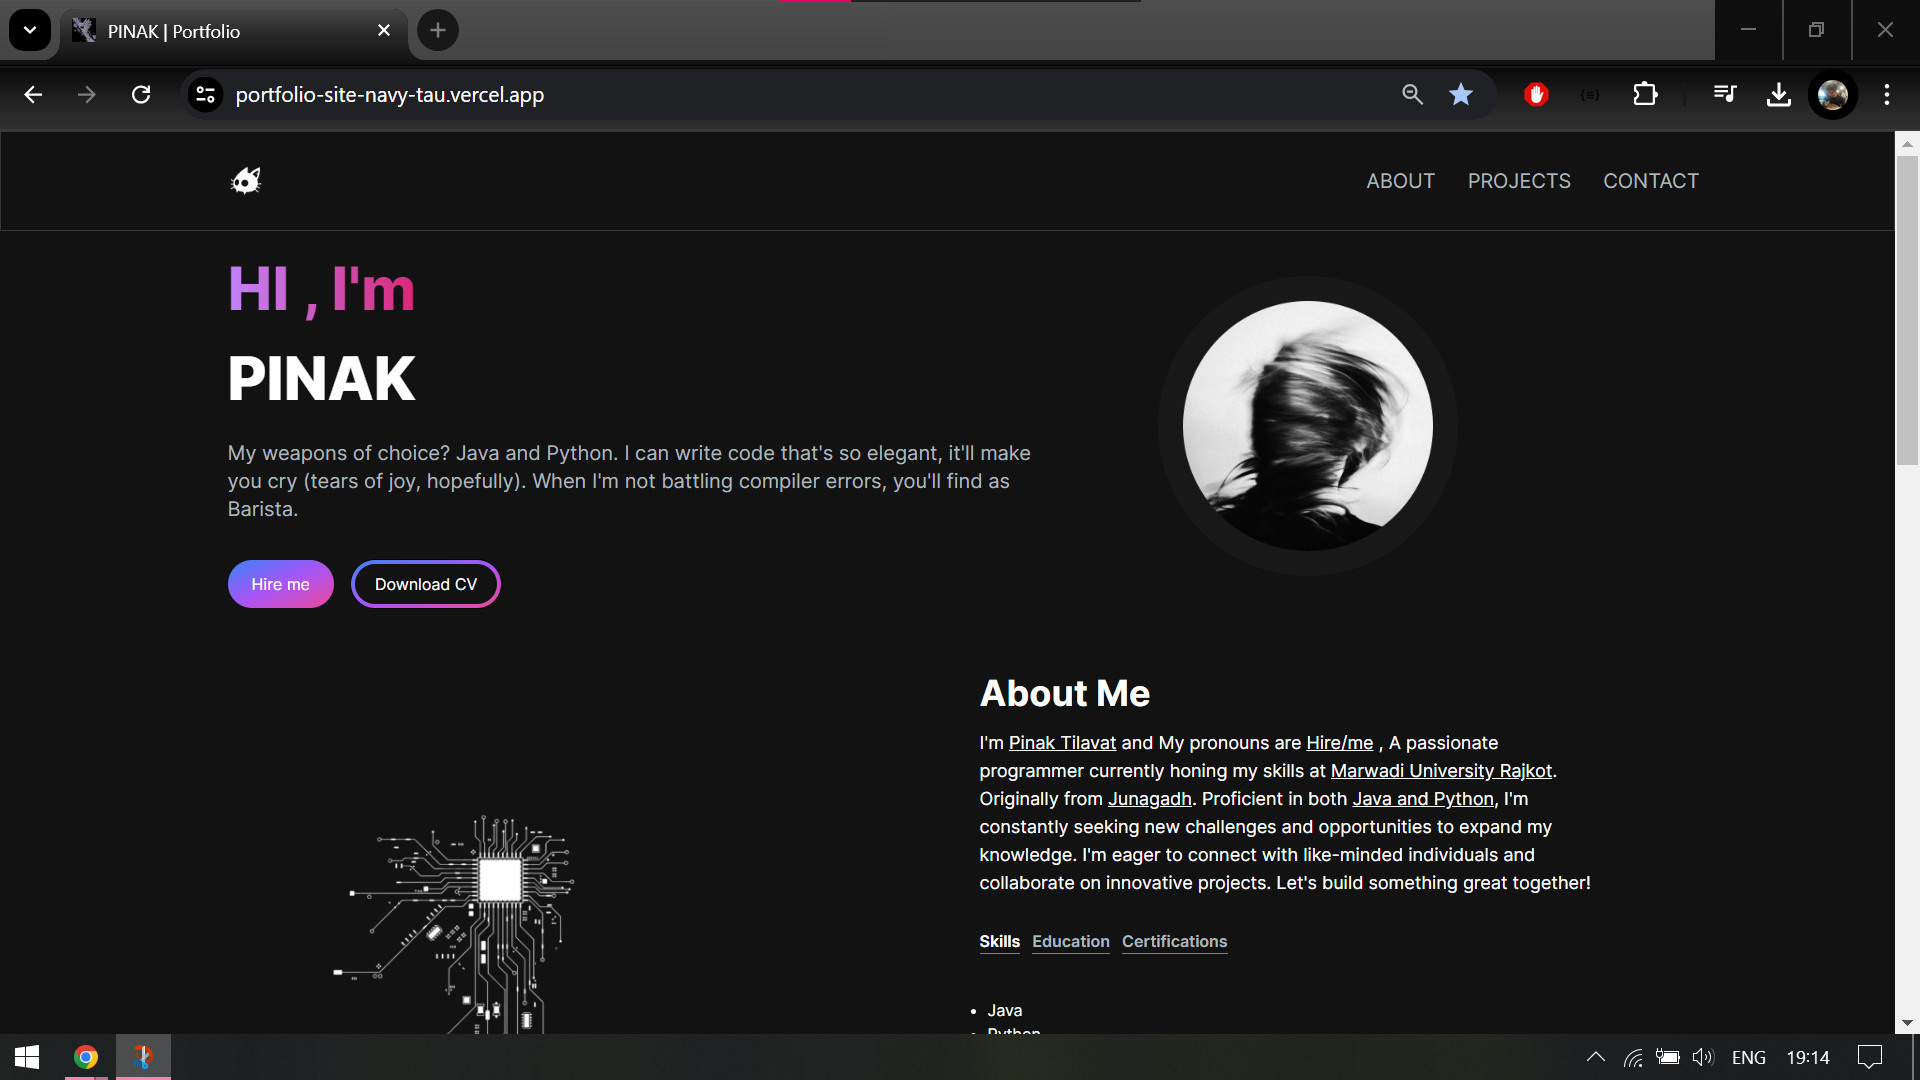 PINAK | Portfolio
portfolio-site-navy-tau.vercel.app
ABOUT PROJECTS CONTACT
HI , I'm
PINAK
My weapons of choice? Java and Python. I can write code that's so elegant, it'll make
you cry (tears of joy, hopefully). When I'm not battling compiler errors, you'll find as
Barista.
Hire me Download CV
About Me
I'm Pinak Tilavat and My pronouns are Hire/me , A passionate
programmer currently honing my skills at Marwadi University Rajkot.
Originally from Junagadh. Proficient in both Java and Python, I'm
constantly seeking new challenges and opportunities to expand my
knowledge. I'm eager to connect with like-minded individuals and
collaborate on innovative projects. Let's build something great together!
Skills Education Certifications
• Java
• Python
ENG 19:14